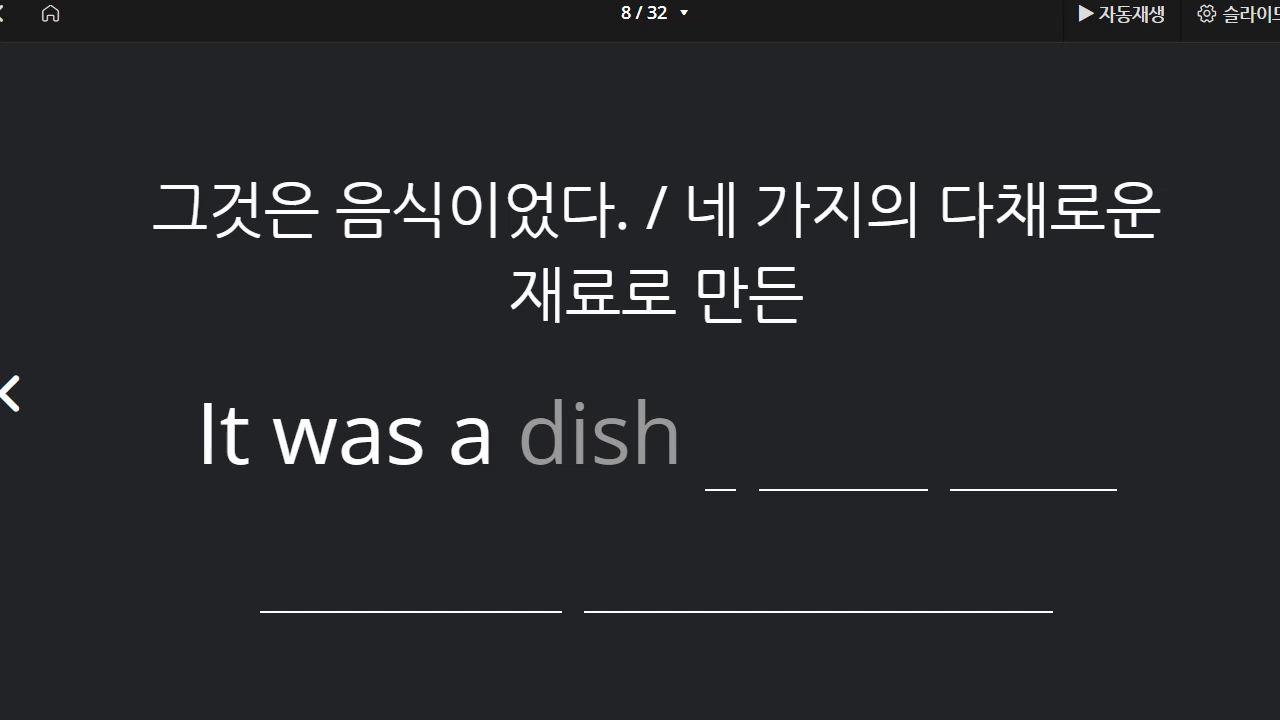 8 / 32
▶ 자동재생
슬라이드
그것은 음식이었다. / 네 가지의 다채로운
재료로 만든
It was a dish